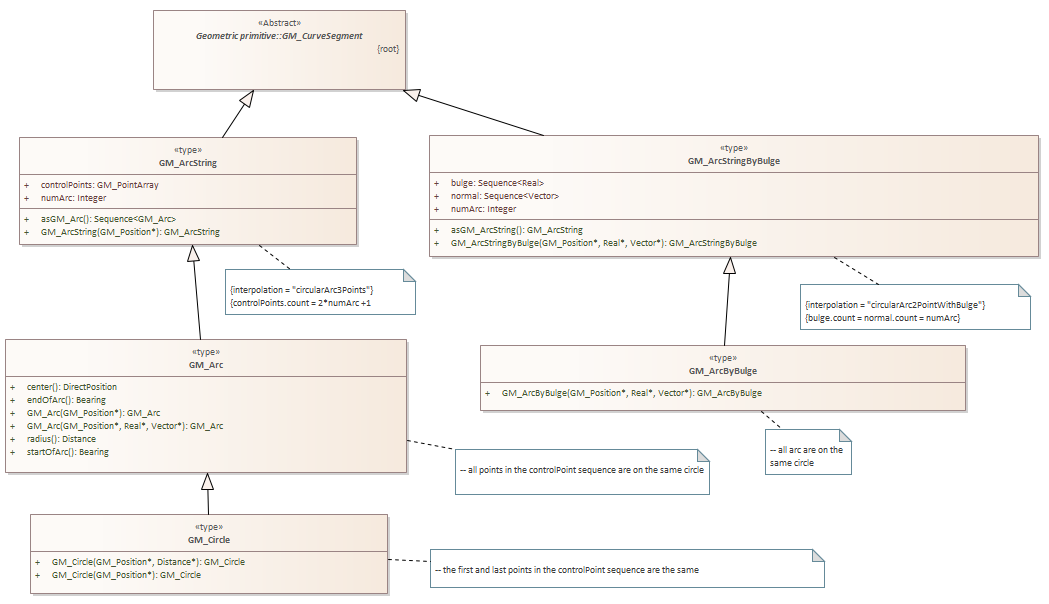 «Abstract»
Geometric primitive::GM_CurveSegment
{root}
«type»
GM_ArcString
+ controlPoints: GM_PointArray
+ numArc: Integer
+ asGM_Arc(): Sequence<GM_Arc>
+ GM_ArcString(GM_Position*): GM_ArcString
«type»
GM_ArcStringByBulge
+ bulge: Sequence<Real>
+ normal: Sequence<Vector>
+ numArc: Integer
+ asGM_ArcString(): GM_ArcString
+ GM_ArcStringByBulge(GM_Position*, Real*, Vector*): GM_ArcStringByBulge
{interpolation = "circularArc3Points"}
{controlPoints.count = 2*numArc +1
{interpolation = "circularArc2PointWithBulge"}
{bulge.count = normal.count = numArc}
«type»
GM_Arc
+ center(): DirectPosition
+ endOfArc(): Bearing
+ GM_Arc(GM_Position*): GM_Arc
+ GM_Arc(GM_Position*, Real*, Vector*): GM_Arc
+ radius(): Distance
+ startOfArc(): Bearing
«type»
GM_ArcByBulge
+ GM_ArcByBulge(GM_Position*, Real*, Vector*): GM_ArcByBulge
-- all arc are on the
same circle
-- all points in the controlPoint sequence are on the same circle
«type»
GM_Circle
+ GM_Circle(GM_Position*, Distance*): GM_Circle
+ GM_Circle(GM_Position*): GM_Circle
-- the first and last points in the controlPoint sequence are the same